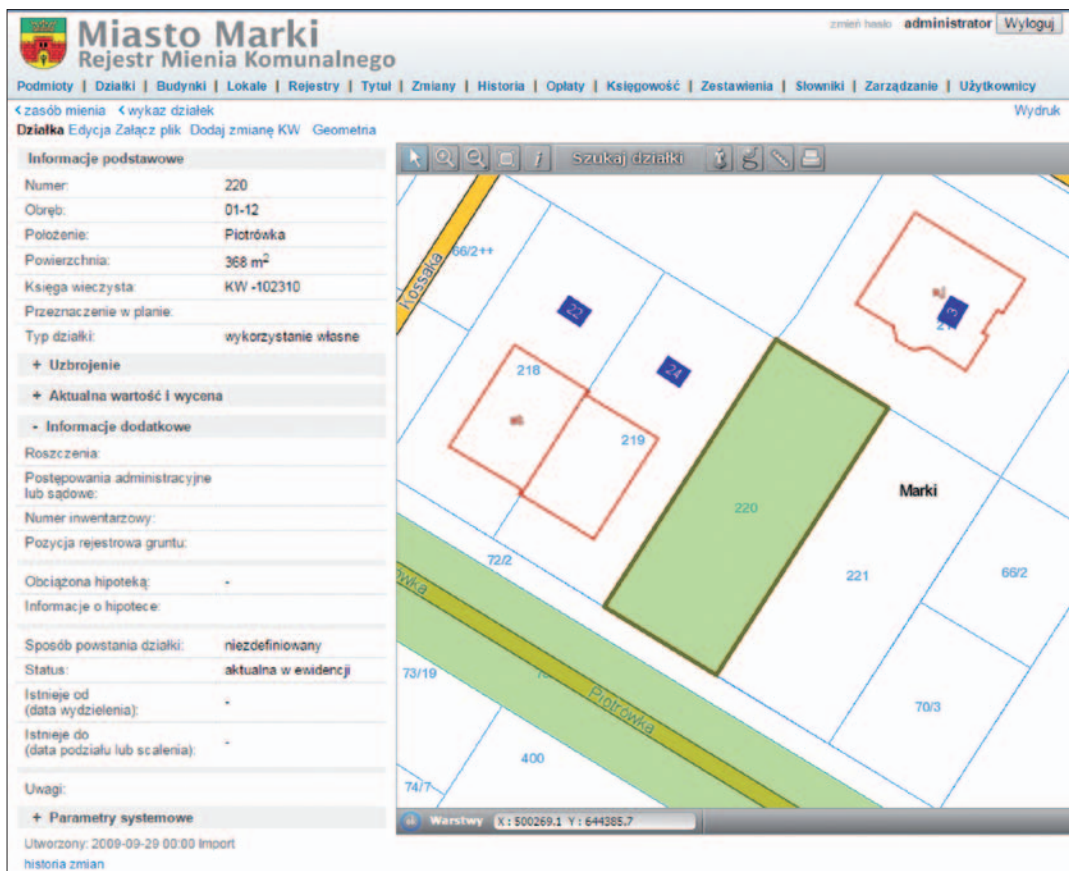 zmień hasło administrator Wyloguj
Miasto Marki
Rejestr Mienia Komunalnego
Podmioty | Działki | Budynki | Lokale | Rejestry | Tytuł | Zmiany | Historia | Opłaty | Księgowość | Zestawienia | Słowniki | Zarządzanie | Użytkownicy
< zasób mienia < wykaz działek Wydruk
Działka Edycja Załącz plik Dodaj zmianę KW Geometria
Informacje podstawowe
Numer: 220
Obręb: 01-12
Położenie: Piotrówka
Powierzchnia: 368 m²
Księga wieczysta: KW -102310
Przeznaczenie w planie:
Typ działki: wykorzystanie własne
+ Uzbrojenie
+ Aktualna wartość i wycena
- Informacje dodatkowe
Roszczenia:
Postępowania administracyjne
lub sądowe:
Numer inwentarzowy:
Pozycja rejestrowa gruntu:
Obciążona hipoteką: -
Informacje o hipotece:
Sposób powstania działki: niezdefiniowany
Status: aktualna w ewidencji
Istnieje od
(data wydzielenia): -
Istnieje do
(data podziału lub scalenia): -
Uwagi:
+ Parametry systemowe
Utworzony: 2009-09-29 00:00 Import
historia zmian
Szukaj działki
Kossaka
66/2++
22
3
218
24
219
Marki
220
72/2
221
66/2
73/19
Piotrówka
70/3
400
74/7
Warstwy X : 500269.1 Y : 644385.7